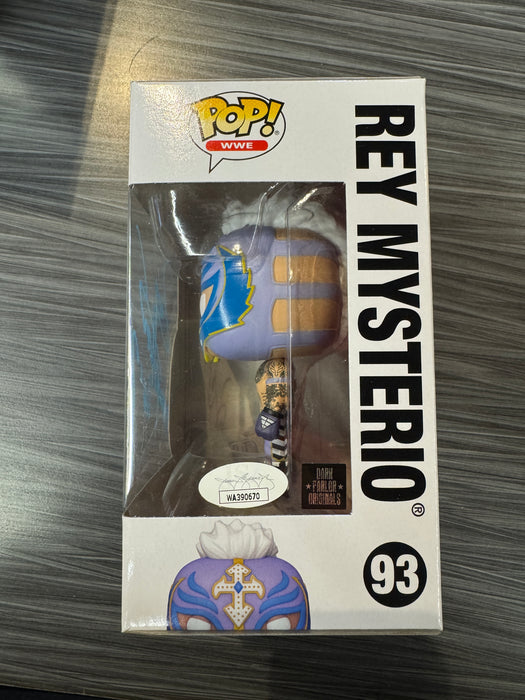 POP!
WWE
REY MYSTERIO®
WA390670
DARK
PARLOR
ORIGINALS
93